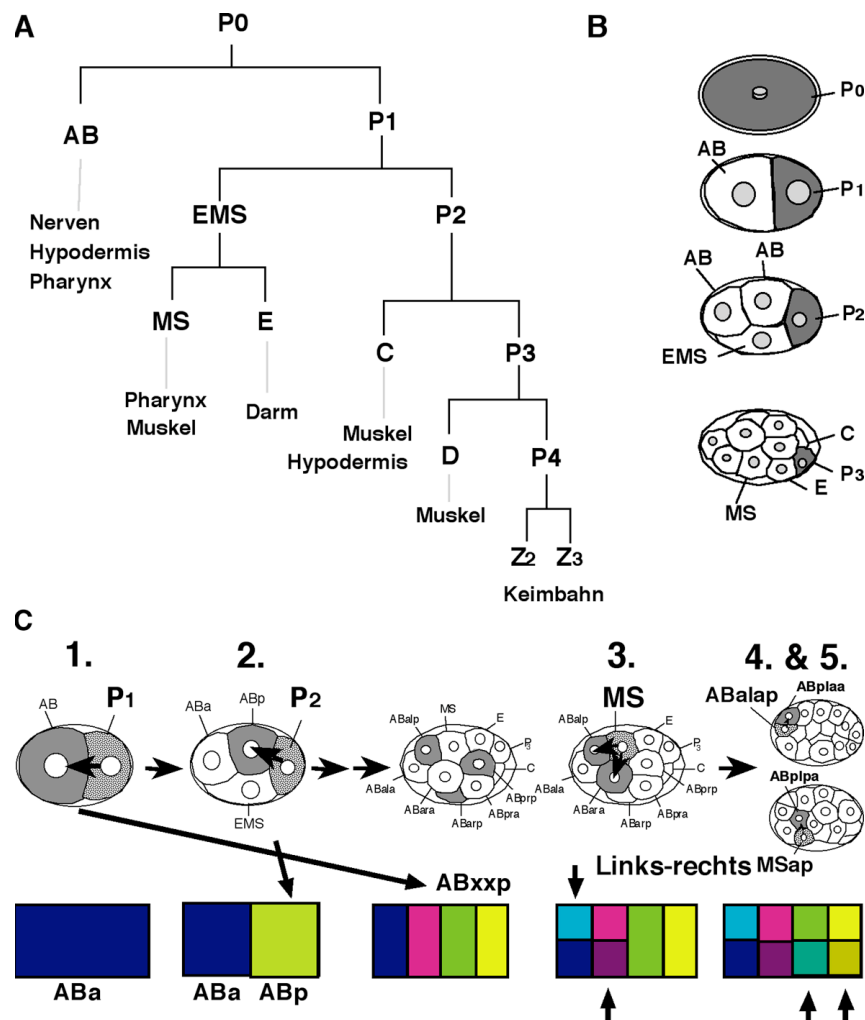 A
P0
AB
P1
Nerven
Hypodermis
Pharynx
EMS
P2
MS
E
C
P3
Pharynx
Muskel
Darm
Muskel
Hypodermis
D
P4
Muskel
Z2
Z3
Keimbahn
B
P0
AB
P1
AB
AB
P2
EMS
C
P3
E
MS
C
1.
2.
3.
4. & 5.
AB
P1
ABa
ABp
P2
EMS
ABalp
MS
E
P3
C
ABprp
ABpra
ABarp
ABara
ABala
MS
ABalp
E
P3
C
ABprp
ABpra
ABarp
ABara
ABala
ABalap
ABplaa
ABplpa
MSap
Links-rechts
ABxxp
ABa
ABa
ABp